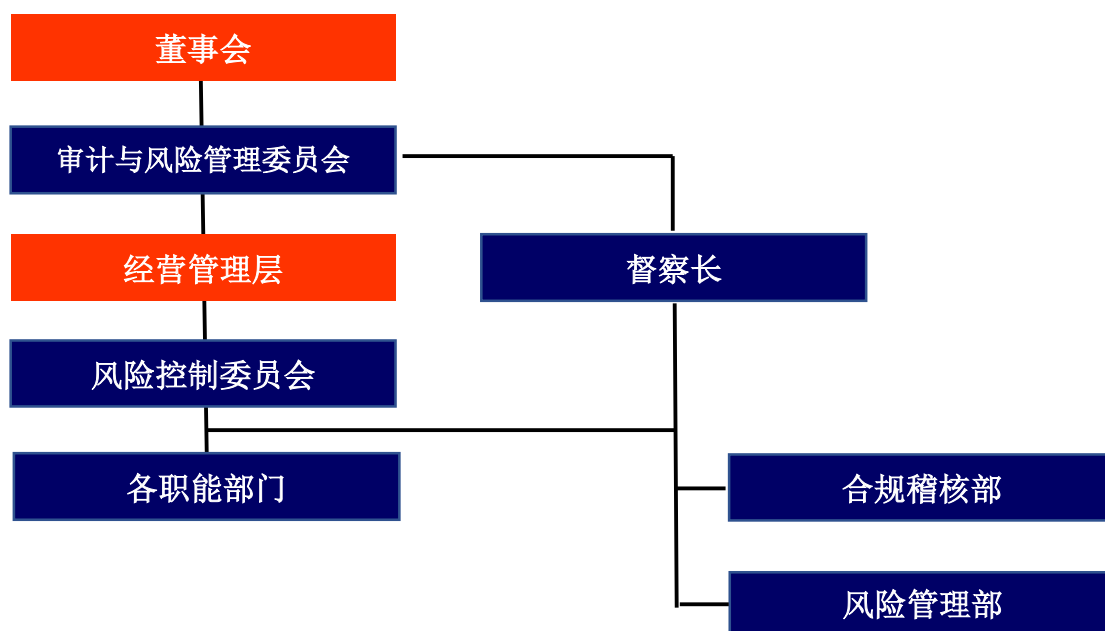 董事会
审计与风险管理委员会
经营管理层
督察长
风险控制委员会
各职能部门
合规稽核部
风险管理部